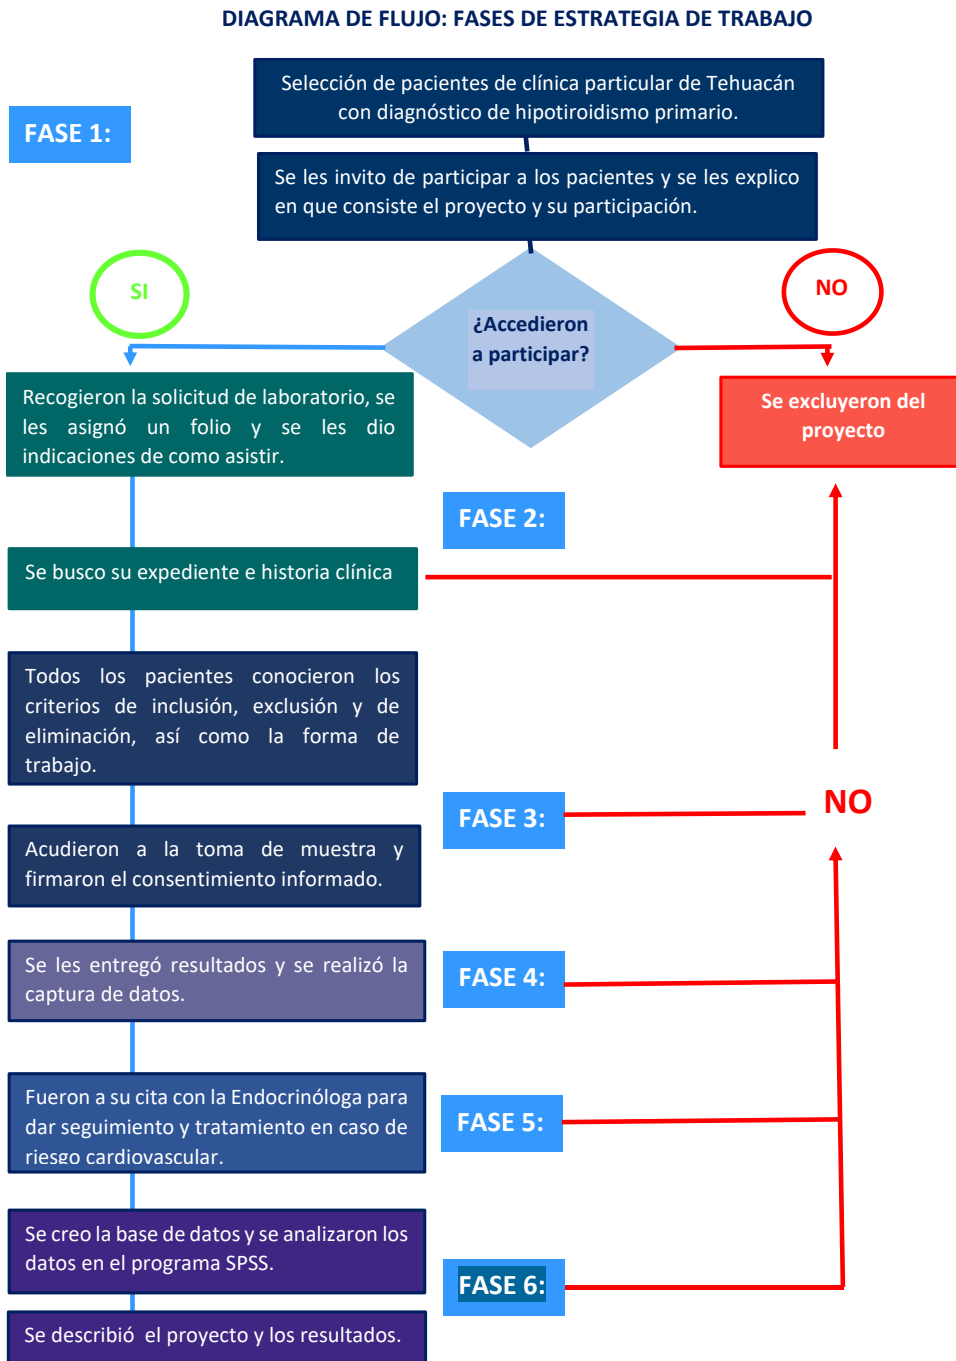 DIAGRAMA DE FLUJO: FASES DE ESTRATEGIA DE TRABAJO
Selección de pacientes de clínica particular de Tehuacán
con diagnóstico de hipotiroidismo primario.
FASE 1:
Se les invito de participar a los pacientes y se les explico
en que consiste el proyecto y su participación.
SI
NO
¿Accedieron
a participar?
Recogieron la solicitud de laboratorio, se
les asignó un folio y se les dio
indicaciones de como asistir.
Se excluyeron del
proyecto
FASE 2:
Se busco su expediente e historia clínica
Todos los pacientes conocieron los
criterios de inclusión, exclusión y de
eliminación, así como la forma de
trabajo.
FASE 3:
NO
Acudieron a la toma de muestra y
firmaron el consentimiento informado.
Se les entregó resultados y se realizó la
captura de datos.
FASE 4:
Fueron a su cita con la Endocrinóloga para
dar seguimiento y tratamiento en caso de
riesgo cardiovascular.
FASE 5:
Se creo la base de datos y se analizaron los
datos en el programa SPSS.
FASE 6:
Se describió el proyecto y los resultados.